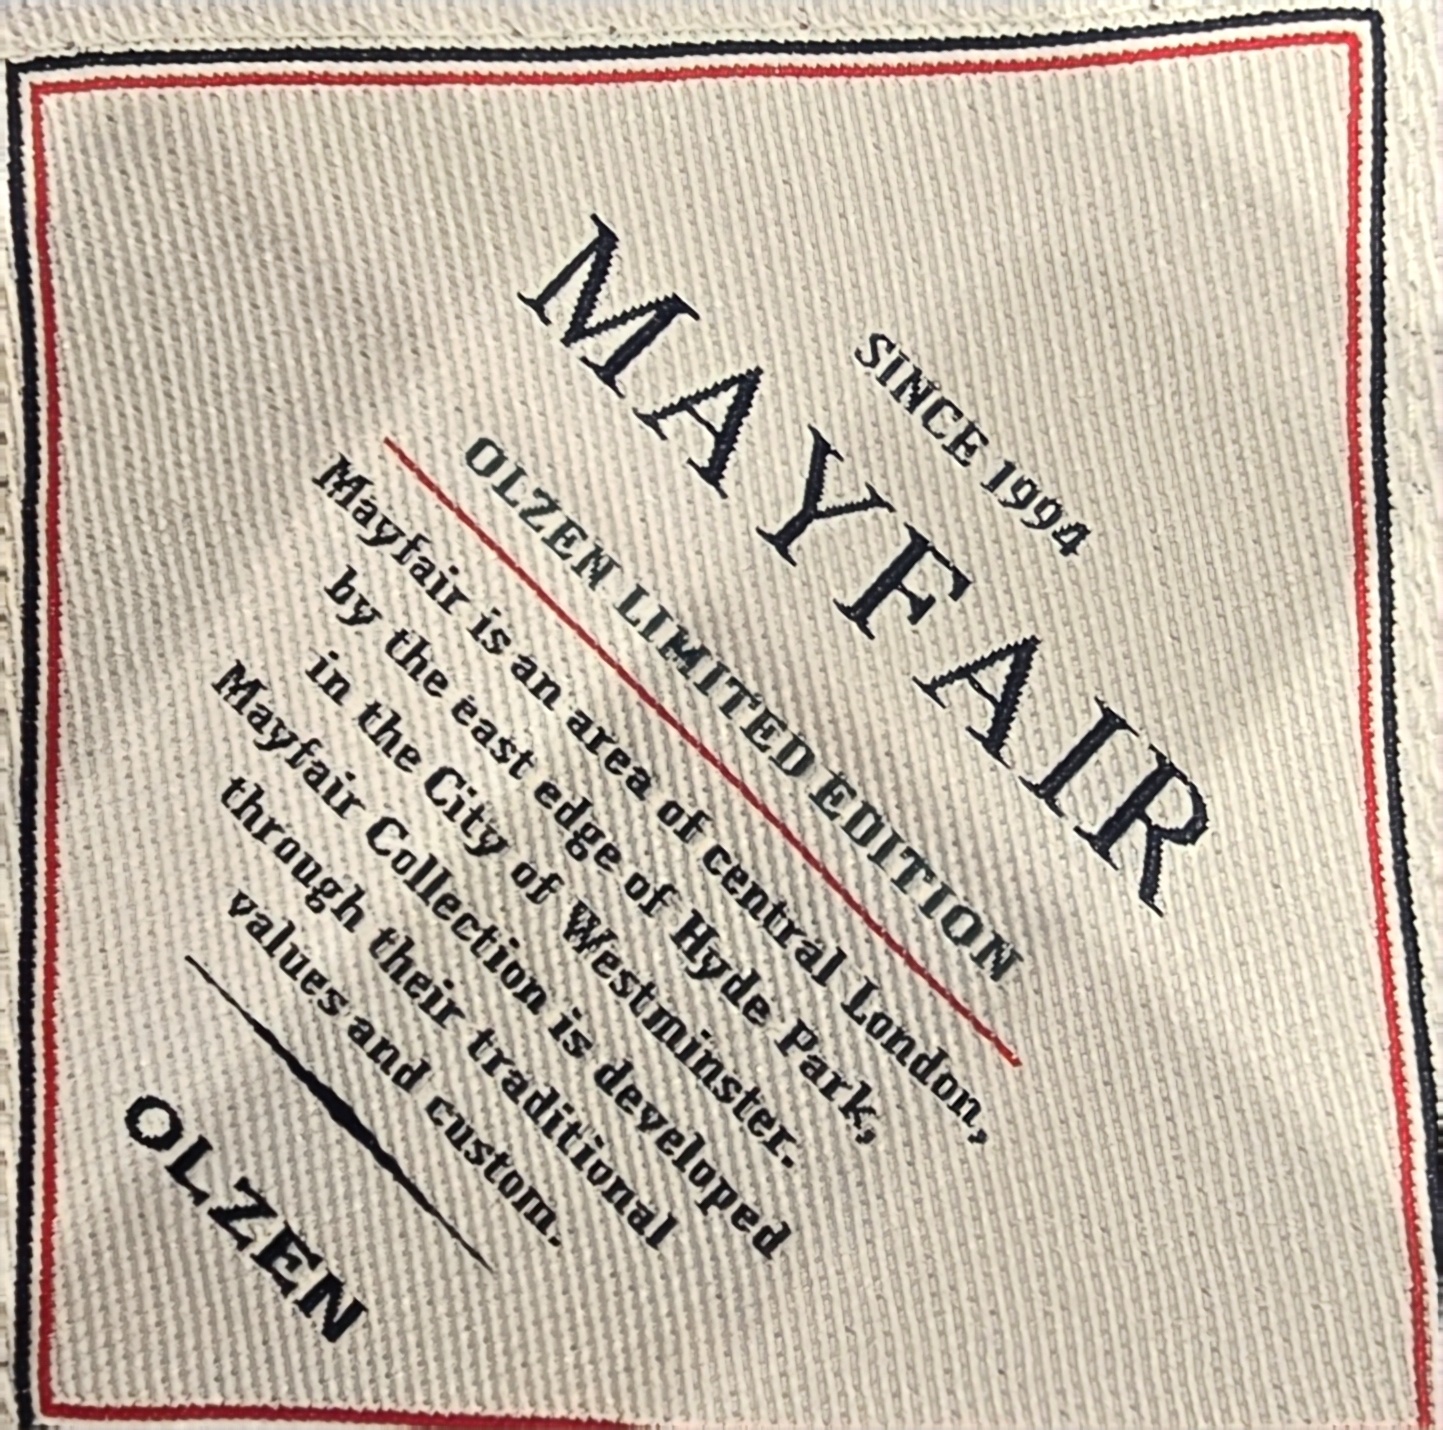 SINCE 1994
MAYFAIR
OLZEN LIMITED EDITION
Mayfair is an area of central London,
by the east edge of Hyde Park,
in the City of Westminster.
Mayfair Collection is developed
through their traditional
values and custom.
OLZEN